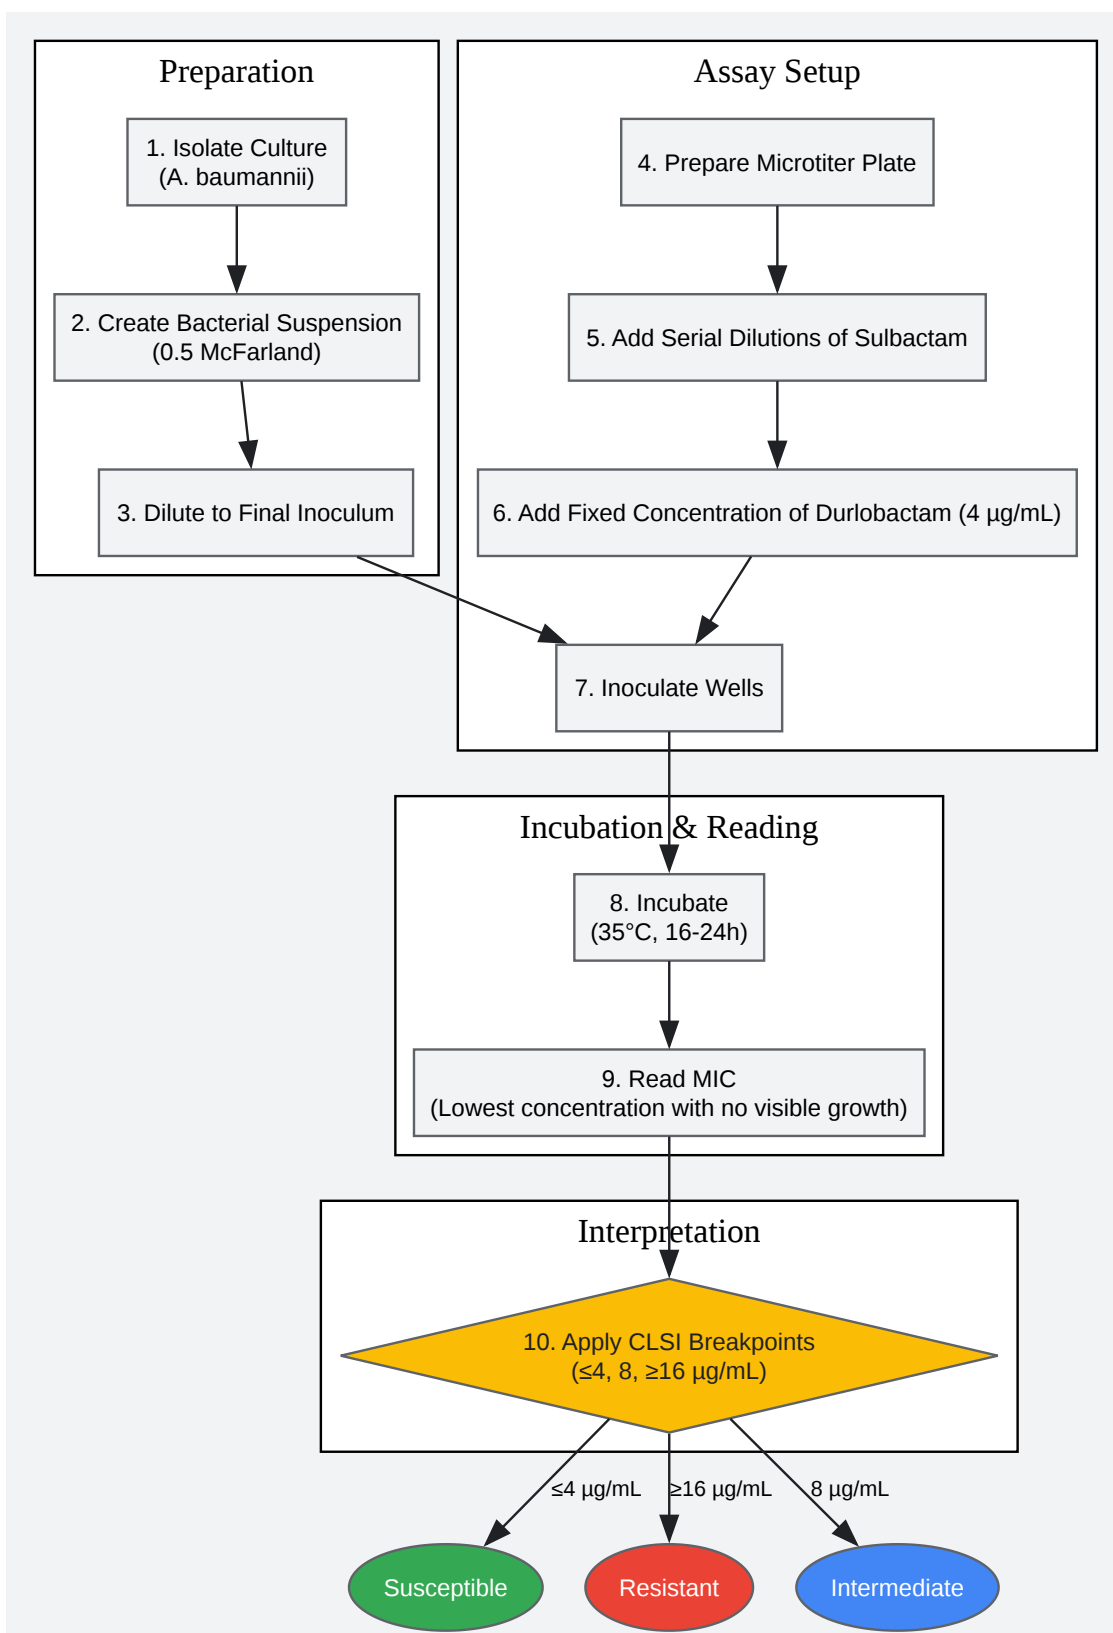 Preparation
1. Isolate Culture
(A. baumannii)
2. Create Bacterial Suspension
(0.5 McFarland)
3. Dilute to Final Inoculum
Assay Setup
4. Prepare Microtiter Plate
5. Add Serial Dilutions of Sulbactam
6. Add Fixed Concentration of Durlobactam (4 µg/mL)
7. Inoculate Wells
Incubation & Reading
8. Incubate
(35°C, 16-24h)
9. Read MIC
(Lowest concentration with no visible growth)
Interpretation
10. Apply CLSI Breakpoints
(≤4, 8, ≥16 µg/mL)
≤4 µg/mL
≥16 µg/mL
8 µg/mL
Susceptible
Resistant
Intermediate